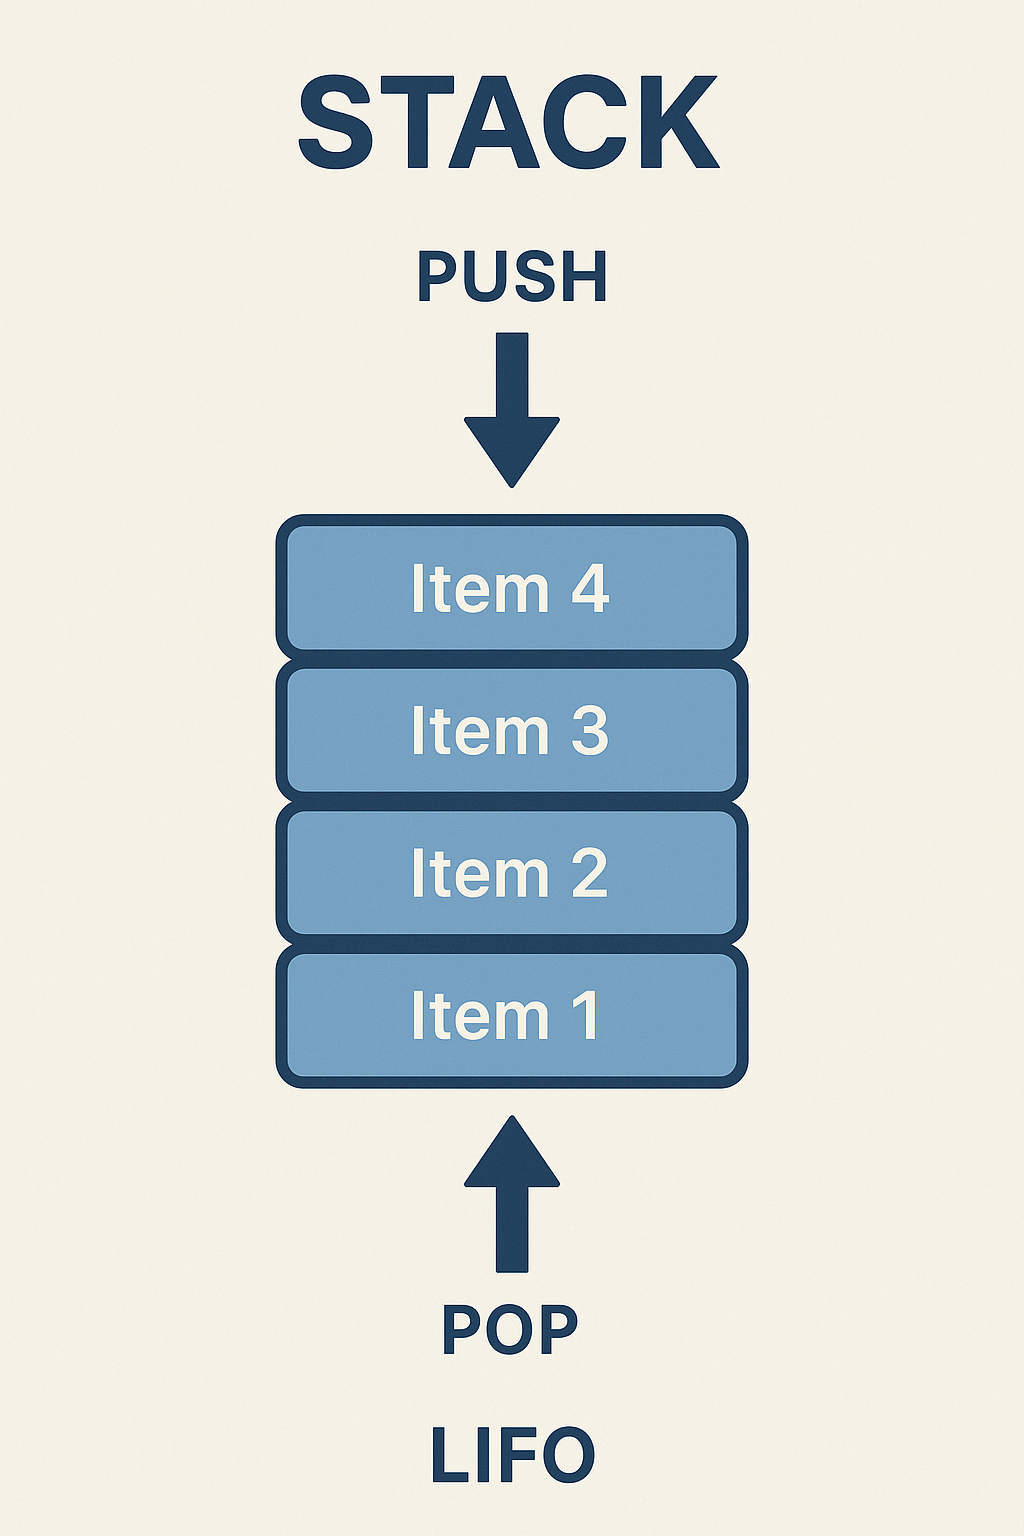 STACK
PUSH
Item 4
Item 3
Item 2
Item 1
POP
LIFO